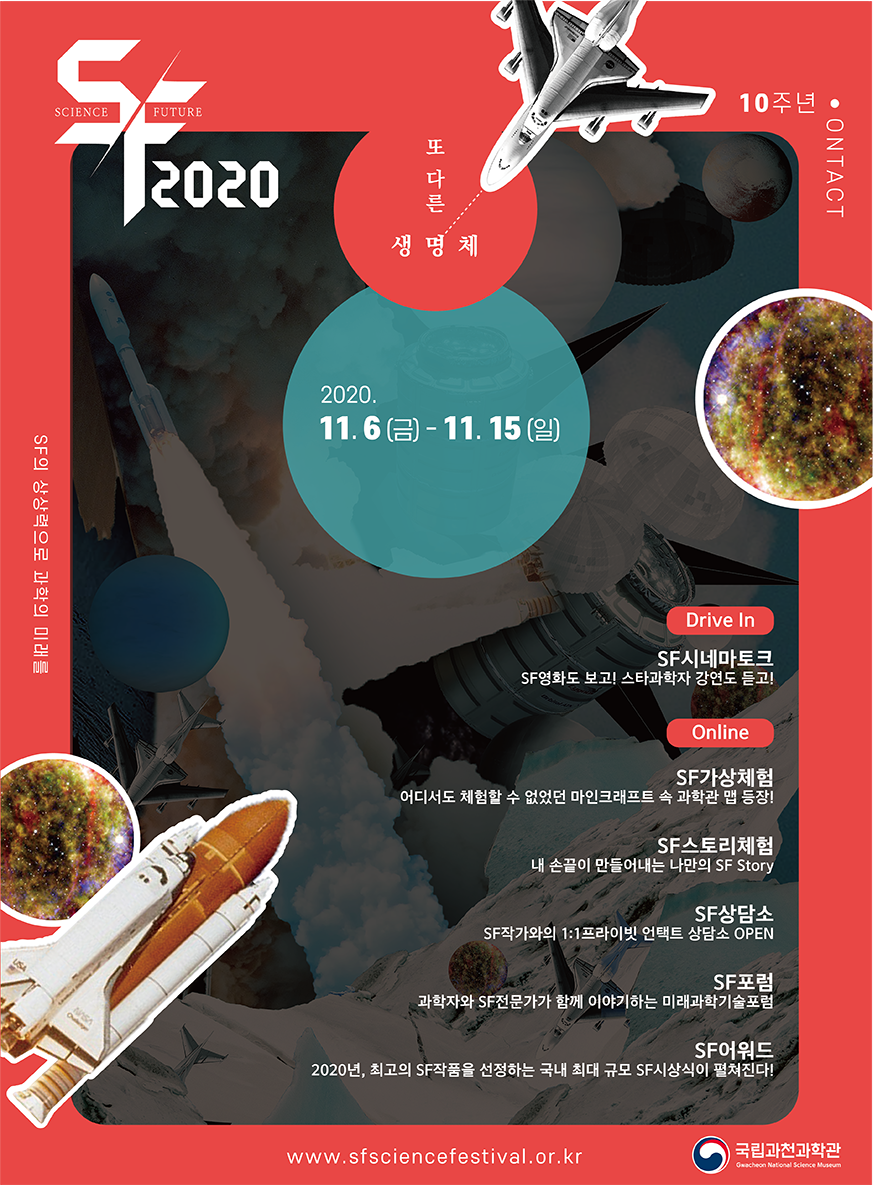 SF
SCIENCE FUTURE
2020
10주년
ONTACT
또 다른
생명체
2020.
11. 6 (금) - 11. 15 (일)
SF의 상상력으로 과학의 미래를
Drive In
SF시네마토크
SF영화도 보고! 스타과학자 강연도 듣고!
Online
SF가상체험
어디서도 체험할 수 없었던 마인크래프트 속 과학관 맵 등장!
SF스토리체험
내 손끝이 만들어내는 나만의 SF Story
SF상담소
SF작가와의 1:1프라이빗 언택트 상담소 OPEN
SF포럼
과학자와 SF전문가가 함께 이야기하는 미래과학기술포럼
SF어워드
2020년, 최고의 SF작품을 선정하는 국내 최대 규모 SF시상식이 펼쳐진다!
USA
www.sfsciencefestival.or.kr
국립과천과학관
Gwacheon National Science Museum